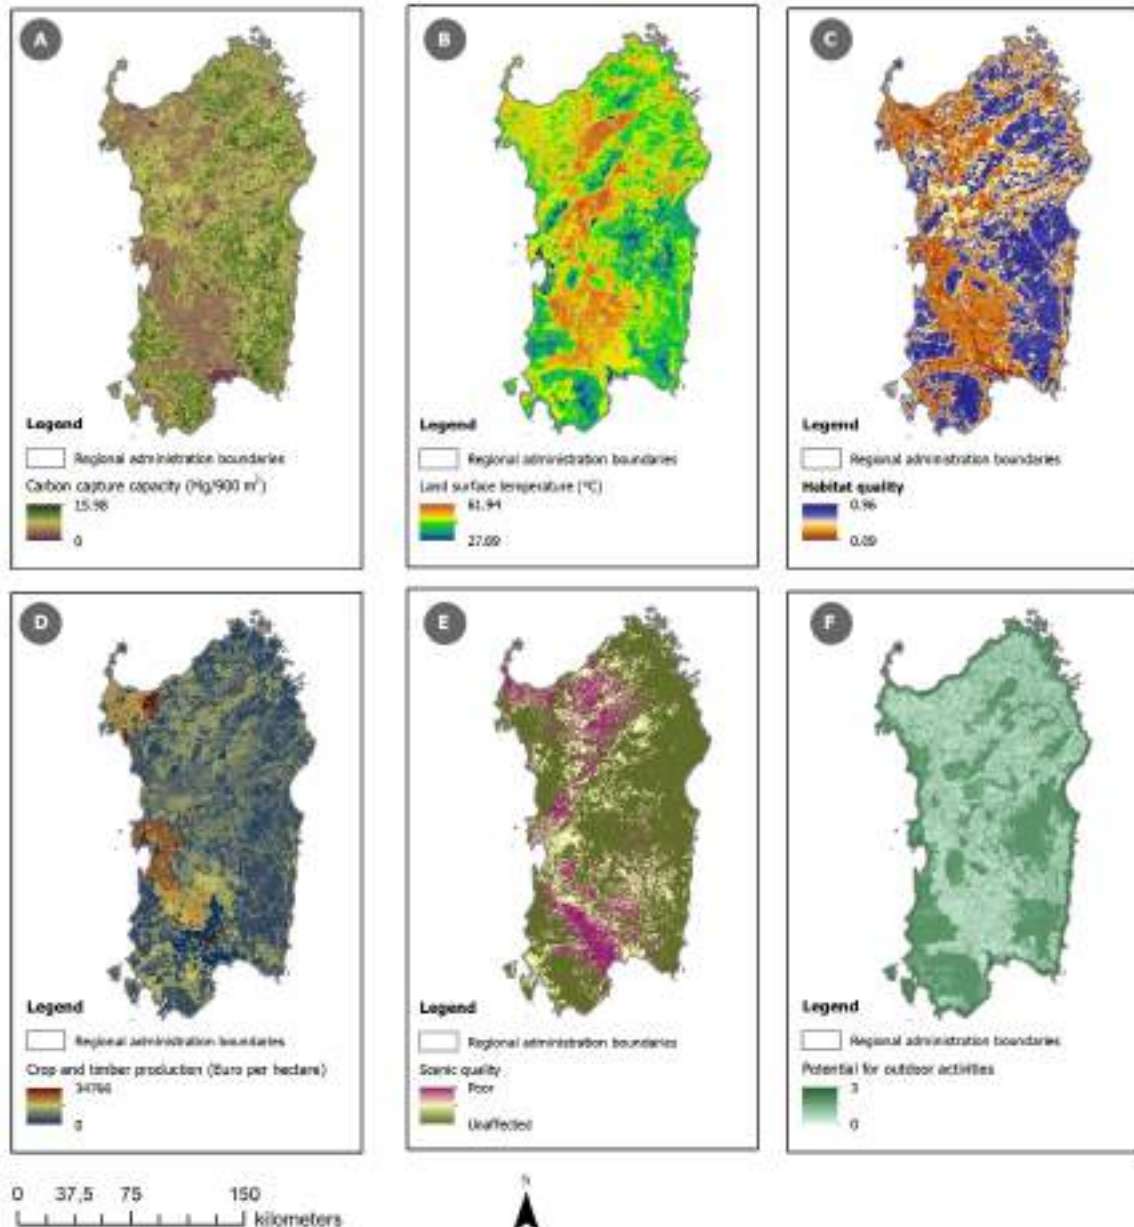 A
Legend
Regional administration boundaries
Carbon capture capacity (Mg/900 m²)
15.98
0
B
Legend
Regional administration boundaries
Land surface temperature (°C)
61.94
27.89
C
Legend
Regional administration boundaries
Habitat quality
0.96
0.09
D
Legend
Regional administration boundaries
Crop and timber production (Euro per hectare)
34766
0
E
Legend
Regional administration boundaries
Scenic quality
Poor
Unaffected
F
Legend
Regional administration boundaries
Potential for outdoor activities
3
0
0 37,5 75 150
kilometers
N